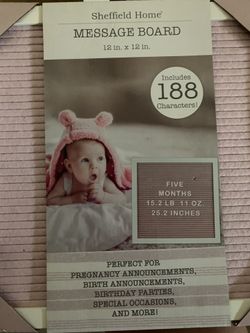 Sheffield Home®
MESSAGE BOARD
12 in. x 12 in.
Includes
188
Characters!
FIVE
MONTHS
15.2 LB 11 OZ.
25.2 INCHES
PERFECT FOR
PREGNANCY ANNOUNCEMENTS,
BIRTH ANNOUNCEMENTS,
BIRTHDAY PARTIES,
SPECIAL OCCASIONS,
AND MORE!